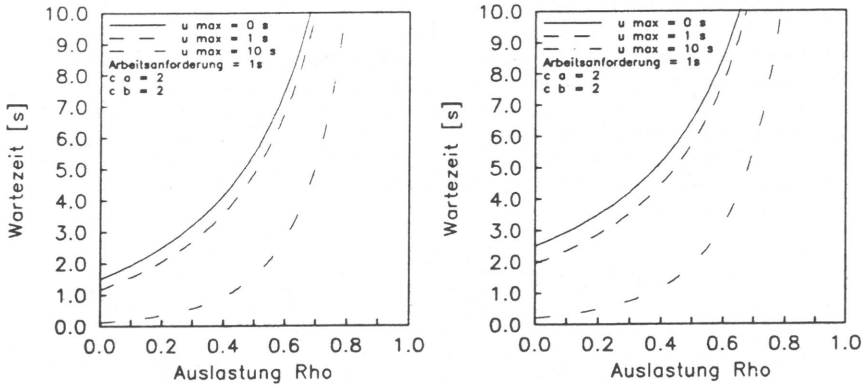 10.0
9.0
8.0
7.0
6.0
5.0
4.0
3.0
2.0
1.0
0.0
Wartezeit [s]
u max = 0 s
u max = 1 s
u max = 10 s
Arbeitsanforderung = 1s
c a = 2
c b = 2
0.0 0.2 0.4 0.6 0.8 1.0
Auslastung Rho
10.0
9.0
8.0
7.0
6.0
5.0
4.0
3.0
2.0
1.0
0.0
Wartezeit [s]
u max = 0 s
u max = 1 s
u max = 10 s
Arbeitsanforderung = 1s
c a = 2
c b = 2
0.0 0.2 0.4 0.6 0.8 1.0
Auslastung Rho